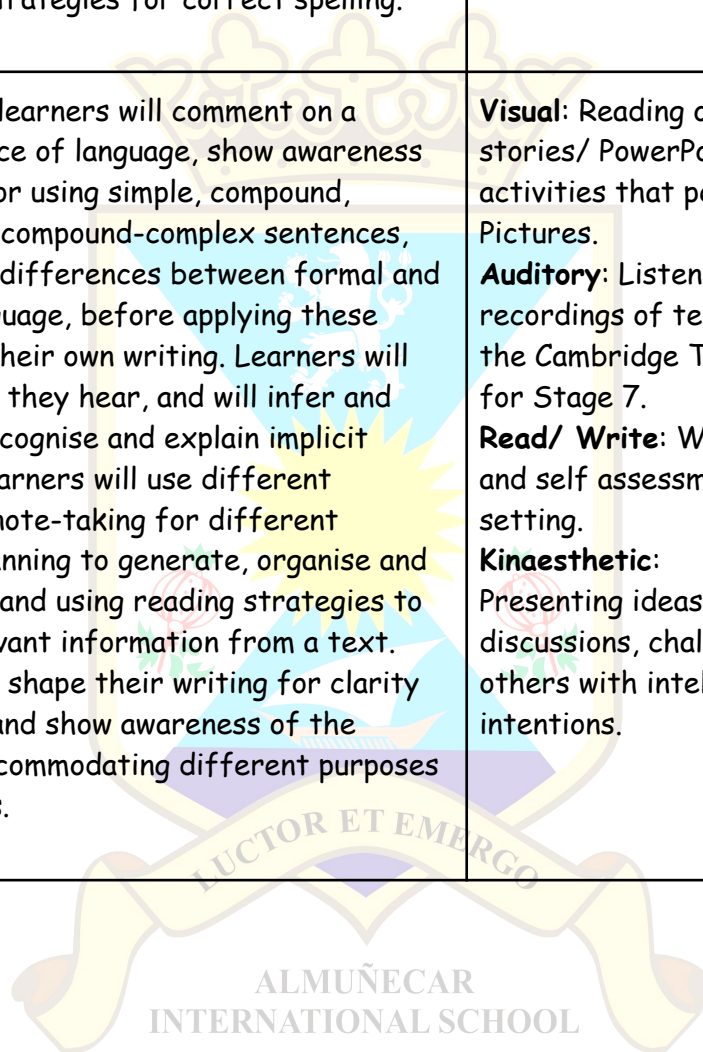 strategies for correct spelling.
learners will comment on a
ce of language, show awareness
or using simple, compound,
compound-complex sentences,
differences between formal and
uage, before applying these
heir own writing. Learners will
they hear, and will infer and
cognise and explain implicit
arners will use different
note-taking for different
nning to generate, organise and
and using reading strategies to
vant information from a text.
shape their writing for clarity
and show awareness of the
commodating different purposes
s.
Visual: Reading
stories/ PowerPo
activities that p
Pictures.
Auditory: Listen
recordings of te
the Cambridge T
for Stage 7.
Read/ Write: W
and self assessm
setting.
Kinaesthetic:
Presenting ideas
discussions, chal
others with intel
intentions.
LUCTOR ET EMERGO
ALMUÑECAR
INTERNATIONAL SCHOOL